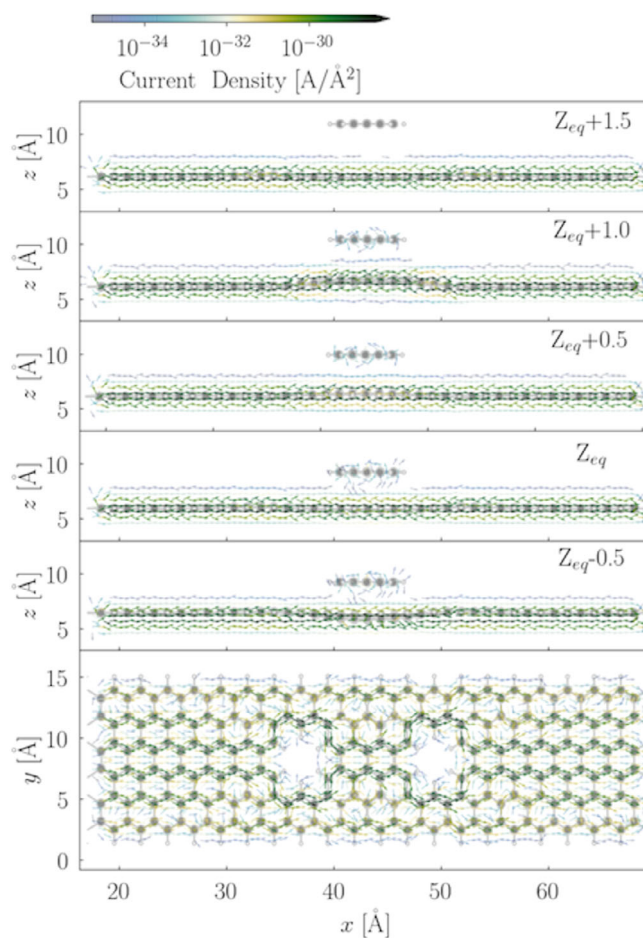 10⁻³⁴ 10⁻³² 10⁻³⁰
Current Density [A/Å²]
Z_eq+1.5
z [Å]
10
5
Z_eq+1.0
z [Å]
10
5
Z_eq+0.5
z [Å]
10
5
Z_eq
z [Å]
10
5
Z_eq-0.5
z [Å]
10
5
15
10
y [Å]
5
0
20 30 40 50 60
x [Å]